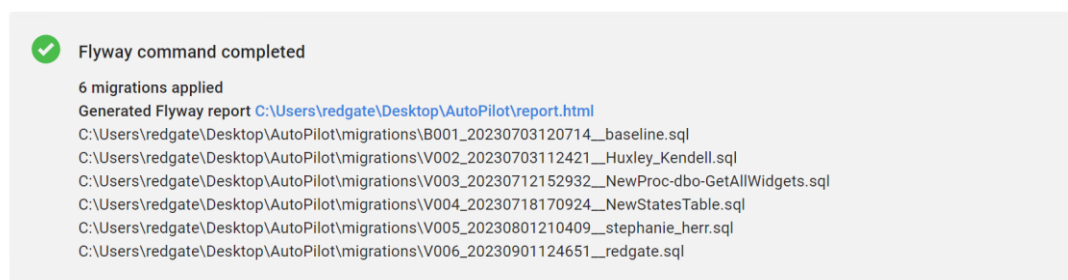 Flyway command completed
6 migrations applied
Generated Flyway report C:\Users\redgate\Desktop\AutoPilot\report.html
C:\Users\redgate\Desktop\AutoPilot\migrations\B001_20230703120714__baseline.sql
C:\Users\redgate\Desktop\AutoPilot\migrations\V002_20230703112421__Huxley_Kendell.sql
C:\Users\redgate\Desktop\AutoPilot\migrations\V003_20230712152932__NewProc-dbo-GetAllWidgets.sql
C:\Users\redgate\Desktop\AutoPilot\migrations\V004_20230718170924__NewStatesTable.sql
C:\Users\redgate\Desktop\AutoPilot\migrations\V005_20230801210409__stephanie_herr.sql
C:\Users\redgate\Desktop\AutoPilot\migrations\V006_20230901124651__redgate.sql